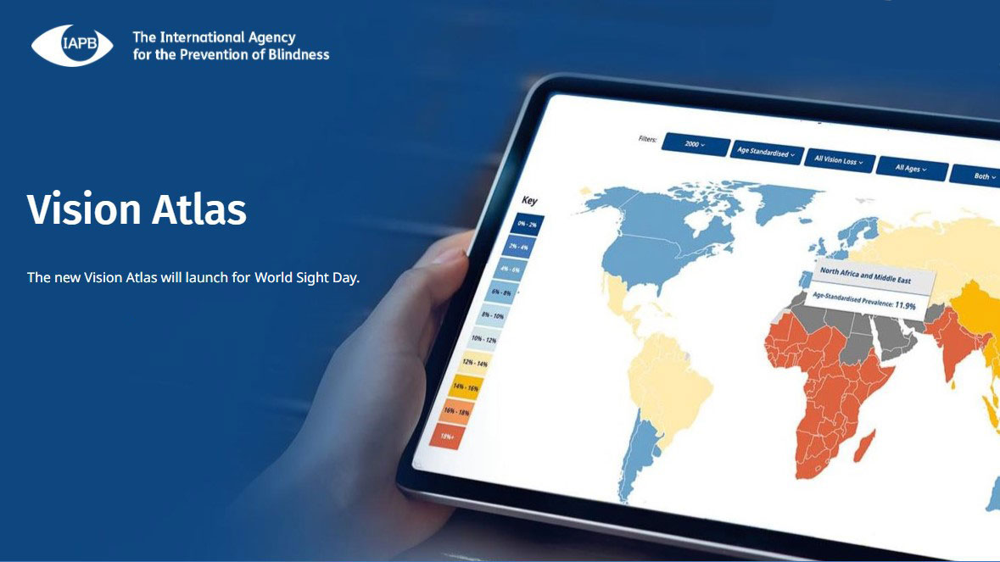 IAPB
The International Agency
for the Prevention of Blindness
Vision Atlas
The new Vision Atlas will launch for World Sight Day.
Filters:
2000
Age Standardised
All Vision Loss
All Ages
Both
Key
0% - 2%
2% - 4%
4% - 6%
6% - 8%
8% - 10%
10% - 12%
12% - 14%
14% - 16%
16% - 18%
18%+
North Africa and Middle East
Age-Standardised Prevalence: 11.9%